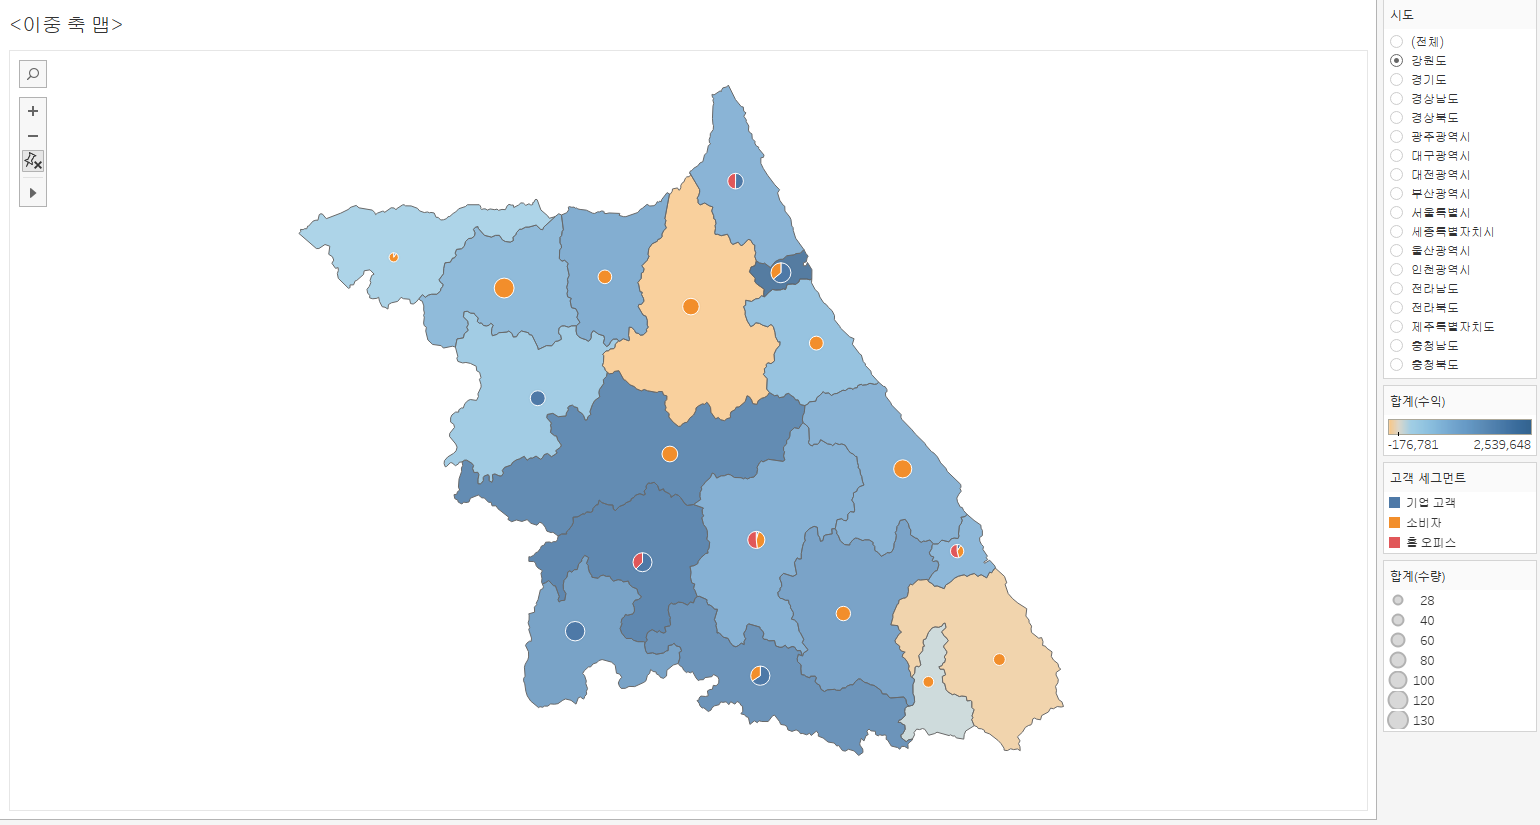 <이중 축 맵>
시도
(전체)
강원도
경기도
경상남도
경상북도
광주광역시
대구광역시
대전광역시
부산광역시
서울특별시
세종특별자치시
울산광역시
인천광역시
전라남도
전라북도
제주특별자치도
충청남도
충청북도
합계(수익)
-176,781 2,539,648
고객 세그먼트
기업 고객
소비자
홈 오피스
합계(수량)
28
40
60
80
100
120
130